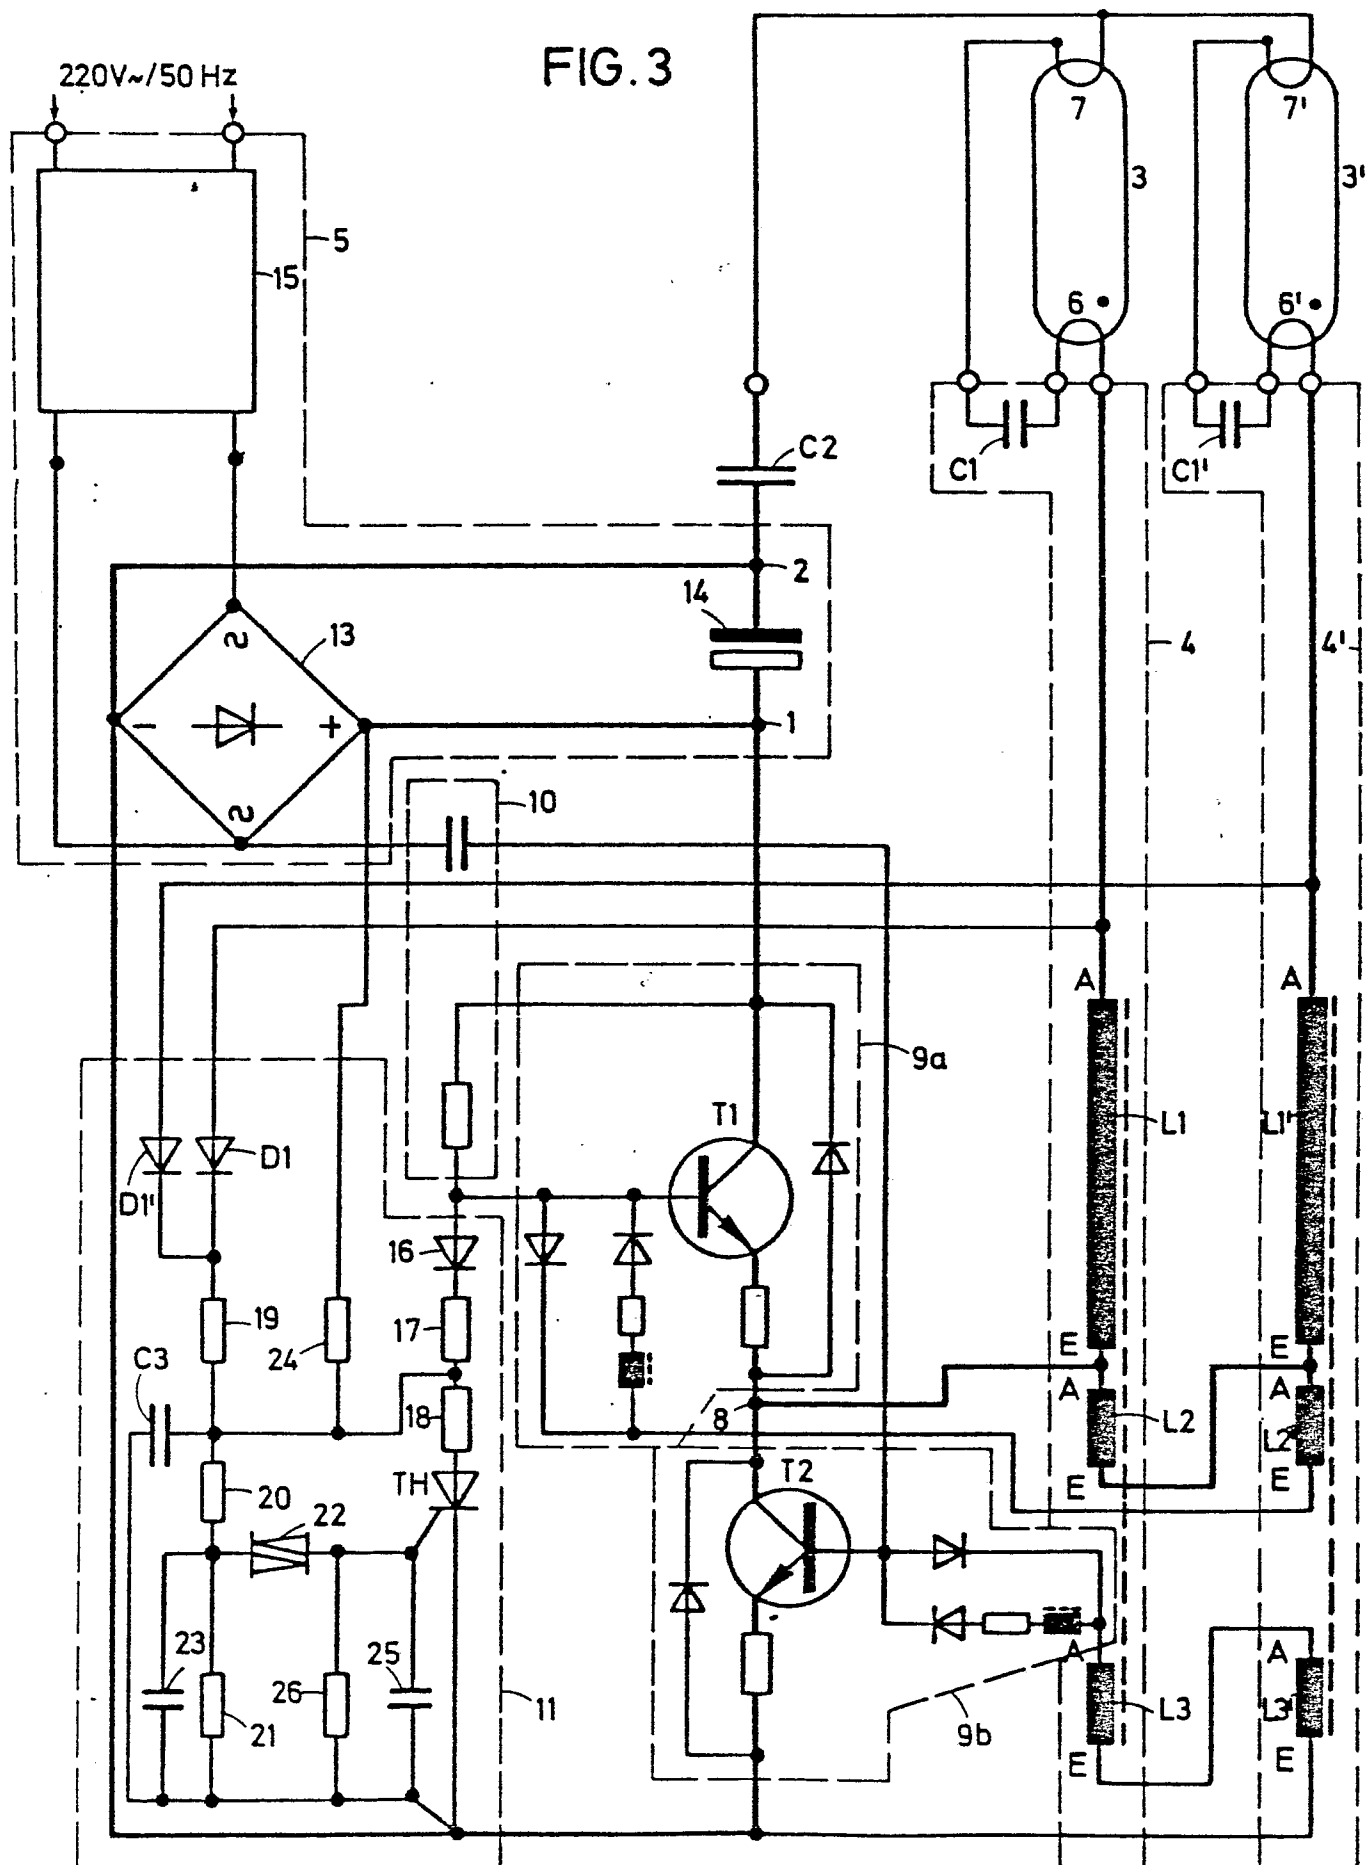 FIG. 3
220V~/50 Hz
7
7'
3
3'
5
15
6
6'
C1
C1'
C2
2
14
13
4
4'
~
-
+
1
~
10
9a
A
A
T1
L1
L1'
D1
D1'
16
17
19
24
E
E
C3
A
A
18
8
L2
L2'
TH
T2
E
E
20
22
23
25
A
A
26
11
21
9b
L3
L3'
E
E